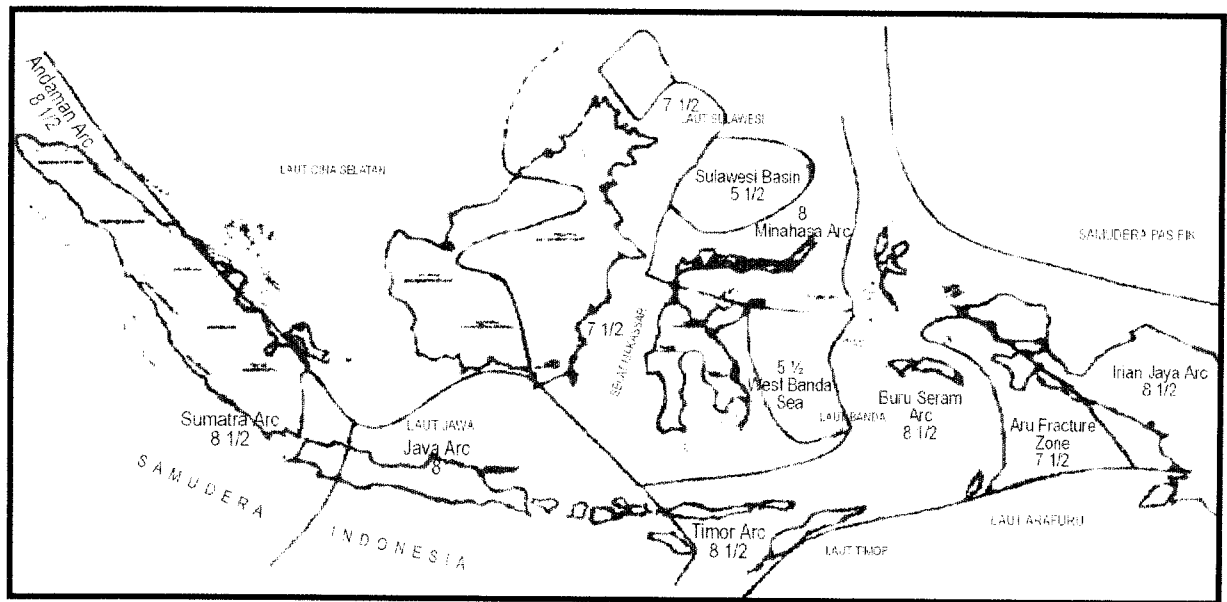 Andaman Arc
8 1/2
7 1/2
LAUT SULAWESI
LAUT CINA SELATAN
Sulawesi Basin
5 1/2
8
Minahasa Arc
SAMUDERA PASIFIK
7 1/2
5 ½
West Banda
Sea
LAUT BANDA
Buru Seram
Arc
8 1/2
Irian Jaya Arc
8 1/2
Aru Fracture
Zone
7 1/2
Sumatra Arc
8 1/2
LAUT JAWA
Java Arc
8
SAMUDERA
INDONESIA
Timor Arc
8 1/2
LAUT TIMOR
LAUT ARAFURU